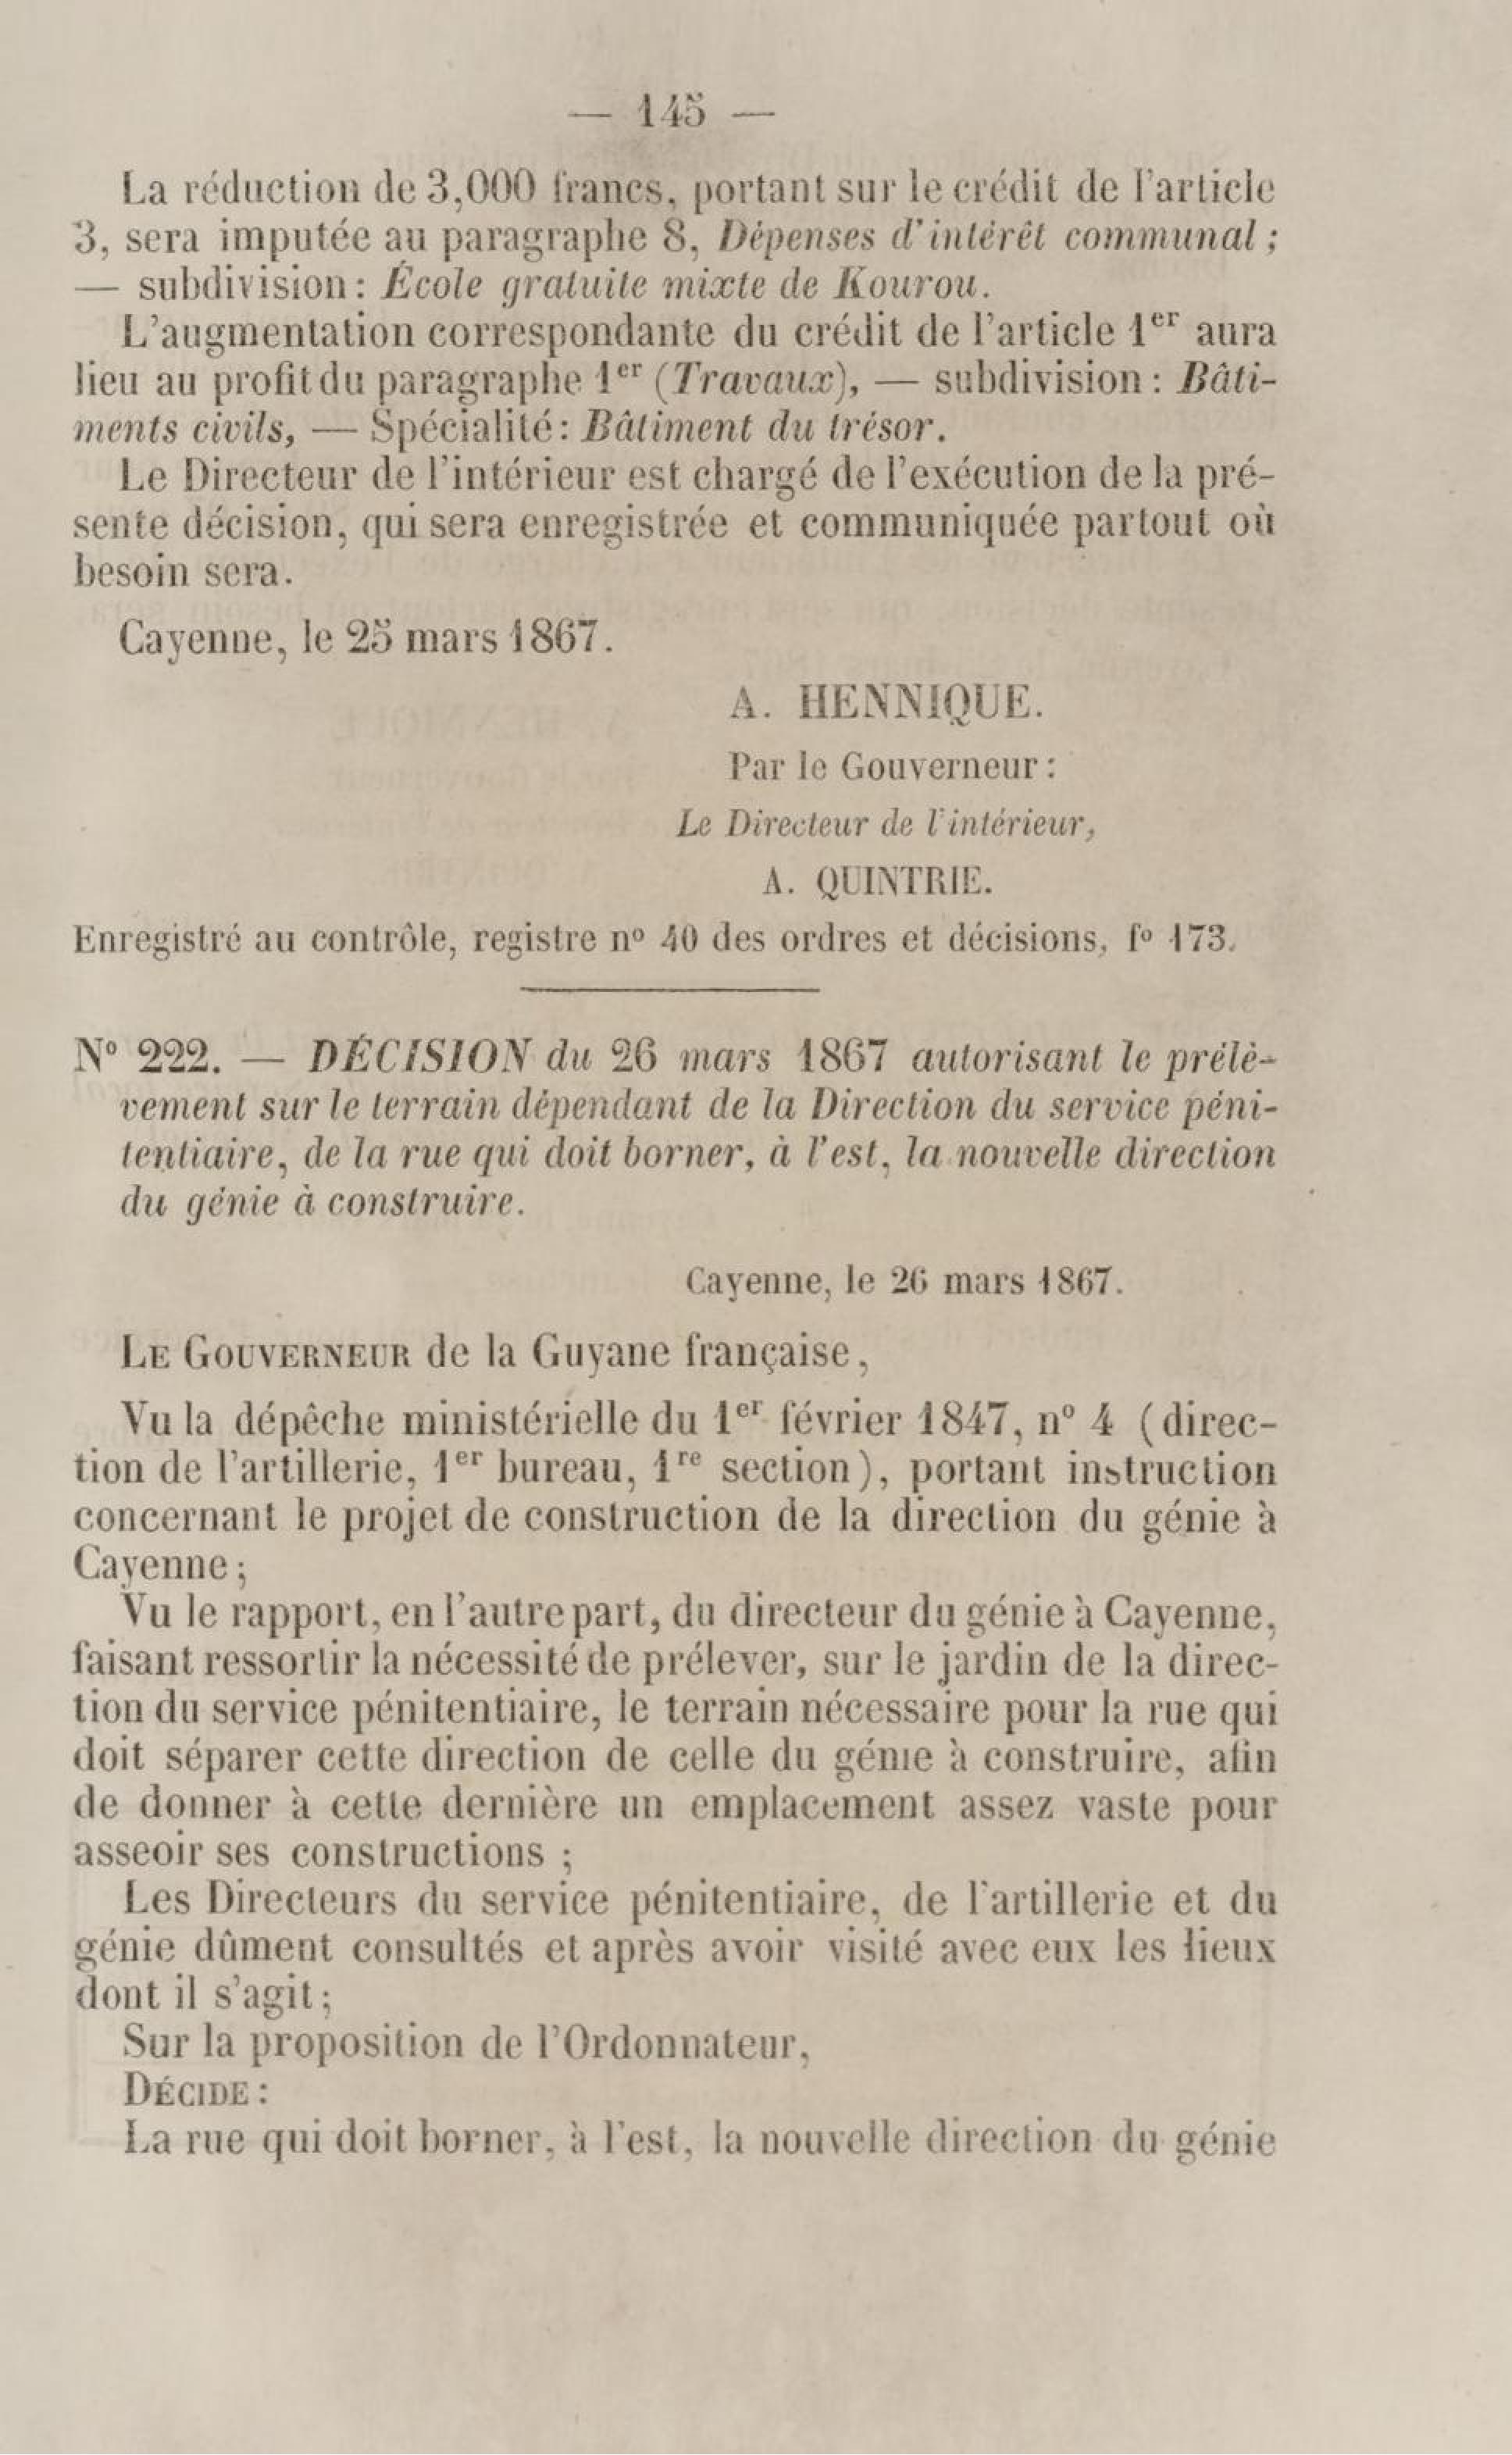 — 145 —
La réduction de 3,000 francs, portant sur le crédit de l'article
3, sera imputée au paragraphe 8, Dépenses d'intérêt communal ;
— subdivision : École gratuite mixte de Kourou.
L'augmentation correspondante du crédit de l'article 1er aura
lieu au profit du paragraphe 1er (Travaux), — subdivision : Bâti-
ments civils, — Spécialité : Bâtiment du trésor.
Le Directeur de l'intérieur est chargé de l'exécution de la pré-
sente décision, qui sera enregistrée et communiquée partout où
besoin sera.
Cayenne, le 25 mars 1867.
A. HENNIQUE.
Par le Gouverneur :
Le Directeur de l'intérieur,
A. QUINTRIE.
Enregistré au contrôle, registre nº 40 des ordres et décisions, fº 173.
Nº 222. — DÉCISION du 26 mars 1867 autorisant le prélè-
vement sur le terrain dépendant de la Direction du service péni-
tentiaire, de la rue qui doit borner, à l'est, la nouvelle direction
du génie à construire.
Cayenne, le 26 mars 1867.
LE GOUVERNEUR de la Guyane française,
Vu la dépêche ministérielle du 1er février 1847, nº 4 (direc-
tion de l'artillerie, 1er bureau, 1re section), portant instruction
concernant le projet de construction de la direction du génie à
Cayenne ;
Vu le rapport, en l'autre part, du directeur du génie à Cayenne,
faisant ressortir la nécessité de prélever, sur le jardin de la direc-
tion du service pénitentiaire, le terrain nécessaire pour la rue qui
doit séparer cette direction de celle du génie à construire, afin
de donner à cette dernière un emplacement assez vaste pour
asseoir ses constructions ;
Les Directeurs du service pénitentiaire, de l'artillerie et du
génie dûment consultés et après avoir visité avec eux les lieux
dont il s'agit ;
Sur la proposition de l'Ordonnateur,
DÉCIDE :
La rue qui doit borner, à l'est, la nouvelle direction du génie